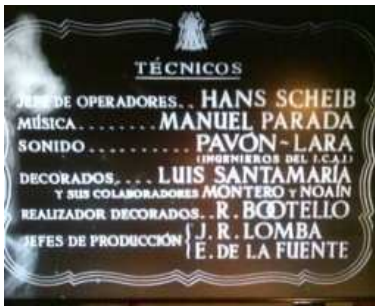 TÉCNICOS
JEFE DE OPERADORES.. HANS SCHEIB
MÚSICA......... MANUEL PARADA
SONIDO.......... PAVÓN-LARA
(INGENIEROS DEL I.C.A.I.)
DECORADOS,... LUIS SANTAMARÍA
Y SUS COLABORADORES MONTERO Y NOAÍN
REALIZADOR DECORADOS.. R. BOOTELLO
JEFES DE PRODUCCIÓN { J. R. LOMBA
E. DE LA FUENTE